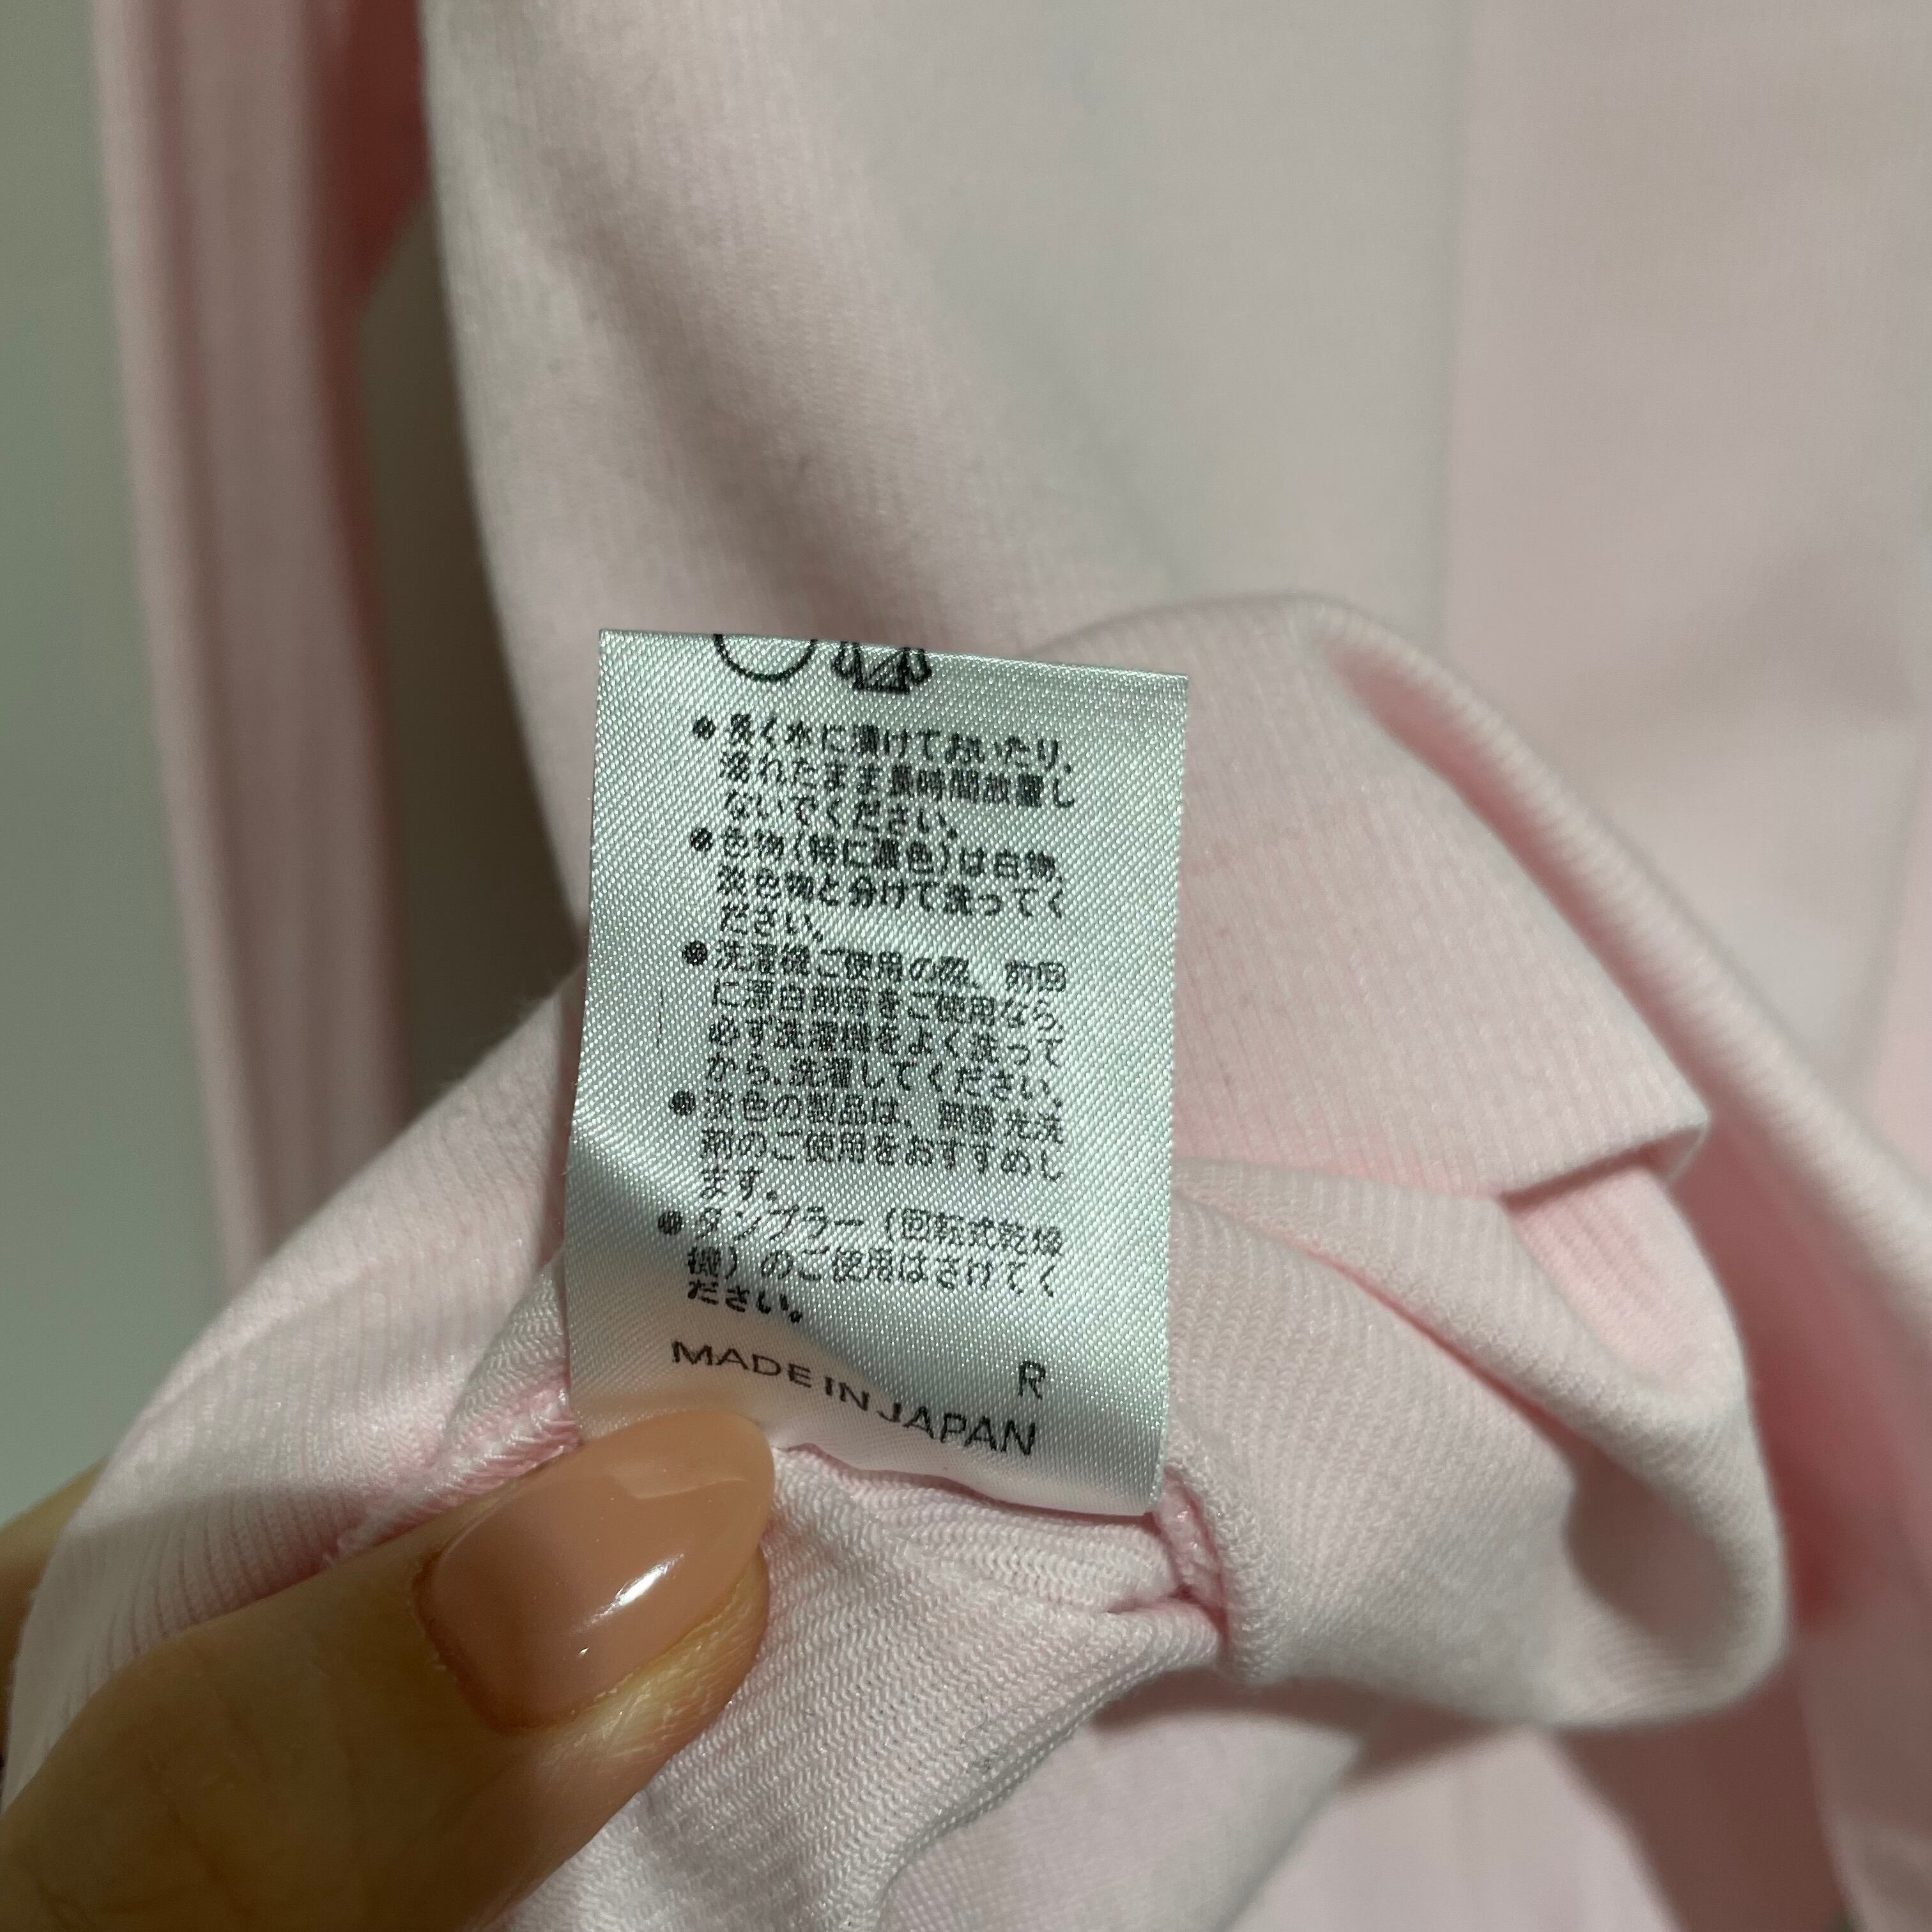 ●長く水に漬けておいたり、
濡れたまま長時間放置し
ないでください。
●色物(特に濃色)は白物、
淡色物と分けて洗ってく
ださい。
●洗濯機ご使用の際、前回
に漂白剤等をご使用なら、
必ず洗濯機をよく洗って
から、洗濯してください。
●淡色の製品は、無蛍光洗
剤のご使用をおすすめし
ます。
●タンブラー(回転式乾燥
機)のご使用はさけてく
ださい。
R
MADE IN JAPAN